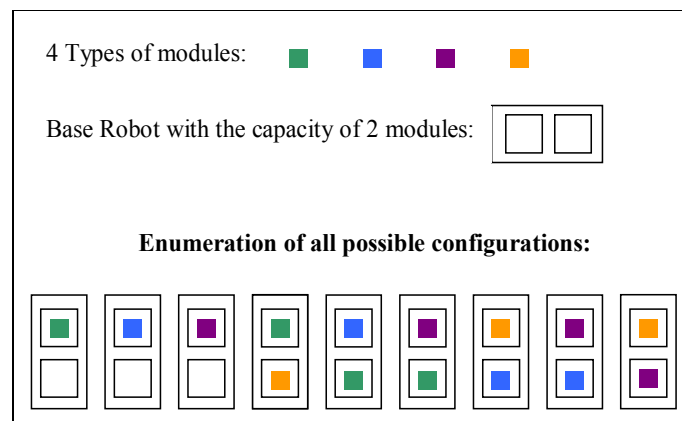 4 Types of modules:
Base Robot with the capacity of 2 modules:
Enumeration of all possible configurations: